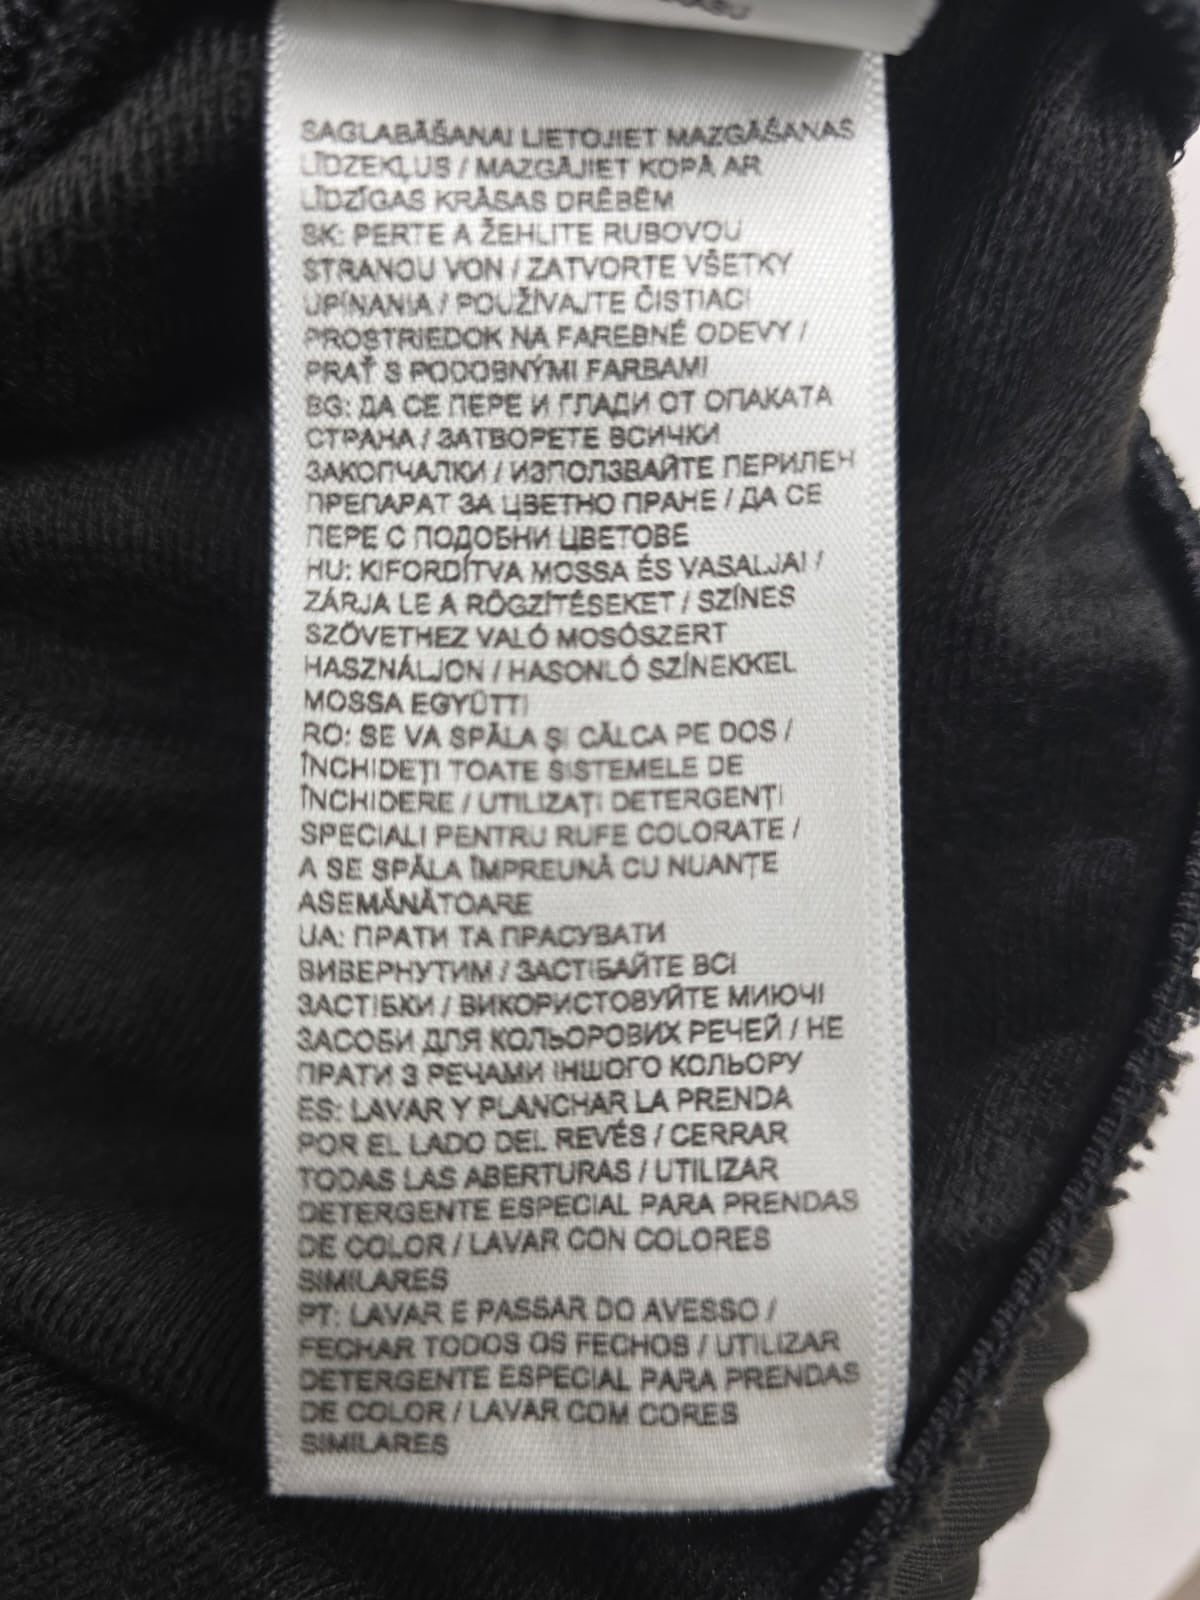 SAGLABĀŠANAI LIETOJIET MAZGĀŠANAS
LĪDZEKĻUS / MAZGĀJIET KOPĀ AR
LĪDZĪGAS KRĀSAS DRĒBĒM
SK: PERTE A ŽEHLITE RUBOVOU
STRANOU VON / ZATVORTE VŠETKY
UPÍNANIA / POUŽÍVAJTE ČISTIACI
PROSTRIEDOK NA FAREBNÉ ODEVY /
PRAŤ S PODOBNÝMI FARBAMI
BG: ДА СЕ ПЕРЕ И ГЛАДИ ОТ ОПАКАТА
СТРАНА / ЗАТВОРЕТЕ ВСИЧКИ
ЗАКОПЧАЛКИ / ИЗПОЛЗВАЙТЕ ПЕРИЛЕН
ПРЕПАРАТ ЗА ЦВЕТНО ПРАНЕ / ДА СЕ
ПЕРЕ С ПОДОБНИ ЦВЕТОВЕ
HU: KIFORDÍTVA MOSSA ÉS VASALJA! /
ZÁRJA LE A RÖGZÍTÉSEKET / SZÍNES
SZÖVETHEZ VALÓ MOSÓSZERT
HASZNÁLJON / HASONLÓ SZÍNEKKEL
MOSSA EGYÜTT!
RO: SE VA SPĂLA ȘI CĂLCA PE DOS /
ÎNCHIDEȚI TOATE SISTEMELE DE
ÎNCHIDERE / UTILIZAȚI DETERGENȚI
SPECIALI PENTRU RUFE COLORATE /
A SE SPĂLA ÎMPREUNĂ CU NUANȚE
ASEMĂNĂTOARE
UA: ПРАТИ ТА ПРАСУВАТИ
ВИВЕРНУТИМ / ЗАСТІБАЙТЕ ВСІ
ЗАСТІБКИ / ВИКОРИСТОВУЙТЕ МИЮЧІ
ЗАСОБИ ДЛЯ КОЛЬОРОВИХ РЕЧЕЙ / НЕ
ПРАТИ З РЕЧАМИ ІНШОГО КОЛЬОРУ
ES: LAVAR Y PLANCHAR LA PRENDA
POR EL LADO DEL REVÉS / CERRAR
TODAS LAS ABERTURAS / UTILIZAR
DETERGENTE ESPECIAL PARA PRENDAS
DE COLOR / LAVAR CON COLORES
SIMILARES
PT: LAVAR E PASSAR DO AVESSO /
FECHAR TODOS OS FECHOS / UTILIZAR
DETERGENTE ESPECIAL PARA PRENDAS
DE COLOR / LAVAR COM CORES
SIMILARES